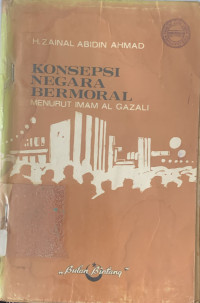 H. ZAINAL ABIDIN AHMAD
KONSEPSI
NEGARA
BERMORAL
MENURUT IMAM AL GAZALI
„Bulan Bintang"